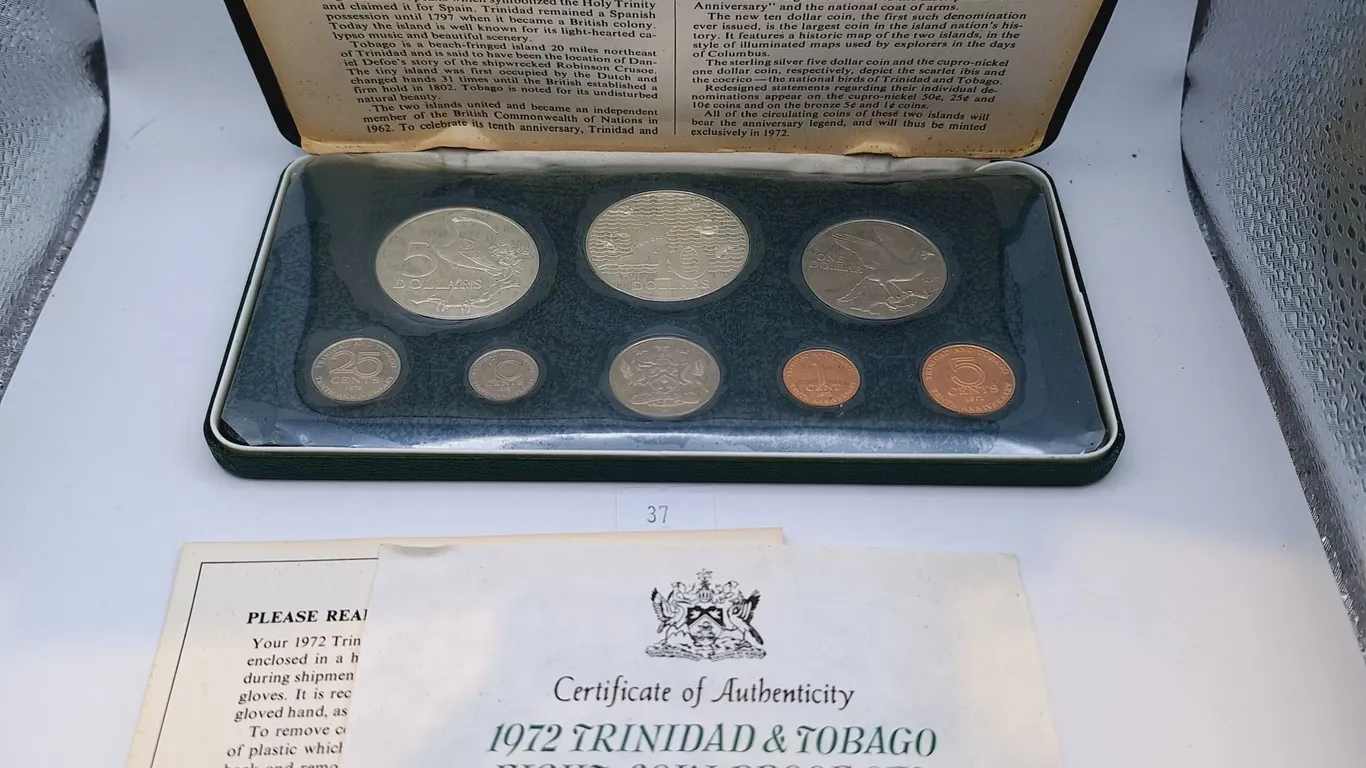 and claimed it for Spain. Trinidad remained a Spanish
possession until 1797 when it became a British colony.
Today the island is well known for its light-hearted ca-
lypso music and beautiful scenery.
Tobago is a beach-fringed island 20 miles northeast
of Trinidad and is said to have been the location of Dan-
iel Defoe's story of the shipwrecked Robinson Crusoe.
The tiny island was first occupied by the Dutch and
changed hands 31 times until the British established a
firm hold in 1802. Tobago is noted for its undisturbed
natural beauty.
The two islands united and became an independent
member of the British Commonwealth of Nations in
1962. To celebrate its tenth anniversary, Trinidad and
Anniversary" and the national coat of arms.
The new ten dollar coin, the first such denomination
ever issued, is the largest coin in the island nation's his-
tory. It features a historic map of the two islands, in the
style of illuminated maps used by explorers in the days
of Columbus.
The sterling silver five dollar coin and the cupro-nickel
one dollar coin, respectively, depict the scarlet ibis and
the cocrico — the national birds of Trinidad and Tobago.
Redesigned statements regarding their individual de-
nominations appear on the cupro-nickel 50¢, 25¢ and
10¢ coins and on the bronze 5¢ and 1¢ coins.
All of the circulating coins of these two islands will
bear the anniversary legend, and will thus be minted
exclusively in 1972.
5
DOLLARS
10
DOLLARS
ONE
DOLLAR
25
CENTS
1972
10
CENTS
1
CENT
TRINIDAD AND TOBAGO
5
CENTS
1972
37
PLEASE REA
Your 1972 Trin
enclosed in a h
during shipmen
gloves. It is rec
gloved hand, as
To remove c
of plastic which
Certificate of Authenticity
1972 TRINIDAD & TOBAGO
EIGHT-COIN PROOF SET